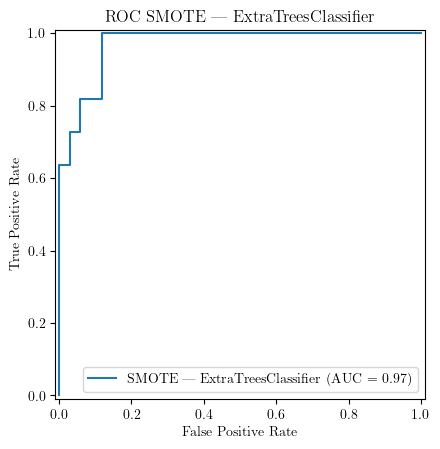 ROC SMOTE — ExtraTreesClassifier
1.0
0.8
0.6
0.4
0.2
0.0
True Positive Rate
SMOTE — ExtraTreesClassifier (AUC = 0.97)
0.0 0.2 0.4 0.6 0.8 1.0
False Positive Rate